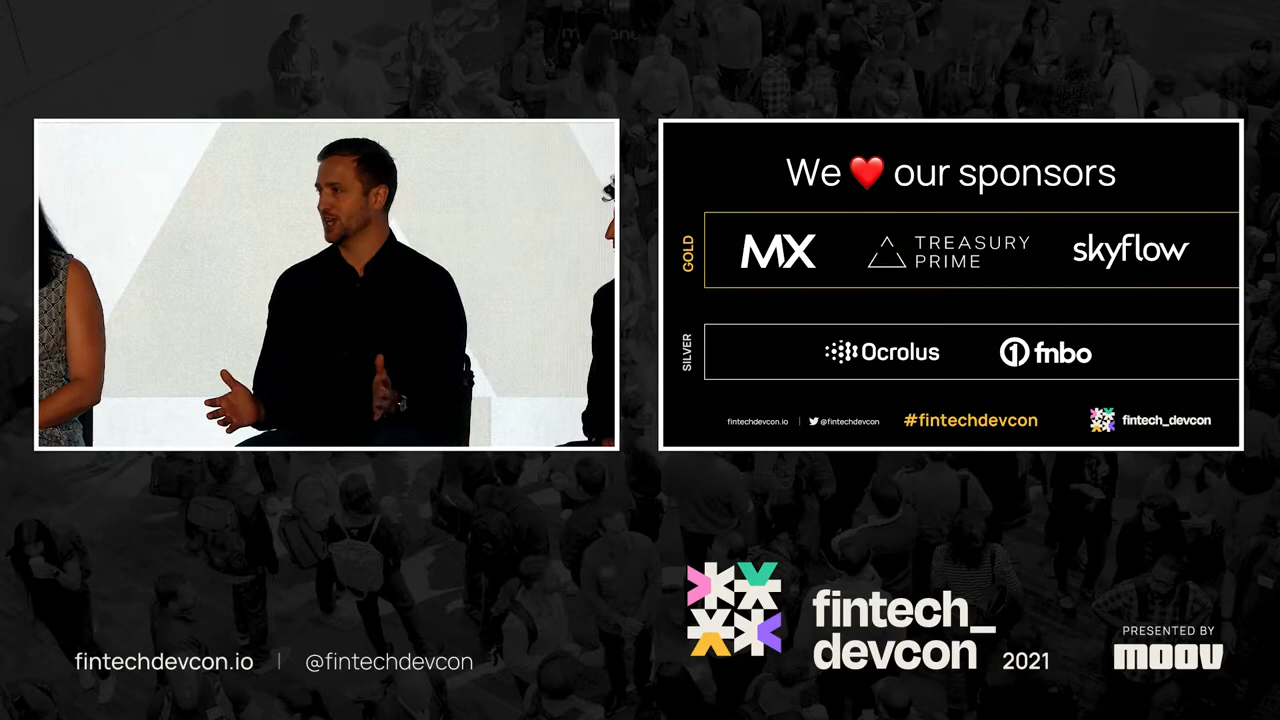 We ❤️ our sponsors
GOLD
MX
TREASURY
PRIME
skyflow
SILVER
Ocrolus
1 fnbo
fintechdevcon.io | @fintechdevcon
#fintechdevcon
fintech_devcon
fintech_
devcon 2021
PRESENTED BY
moov
fintechdevcon.io | @fintechdevcon